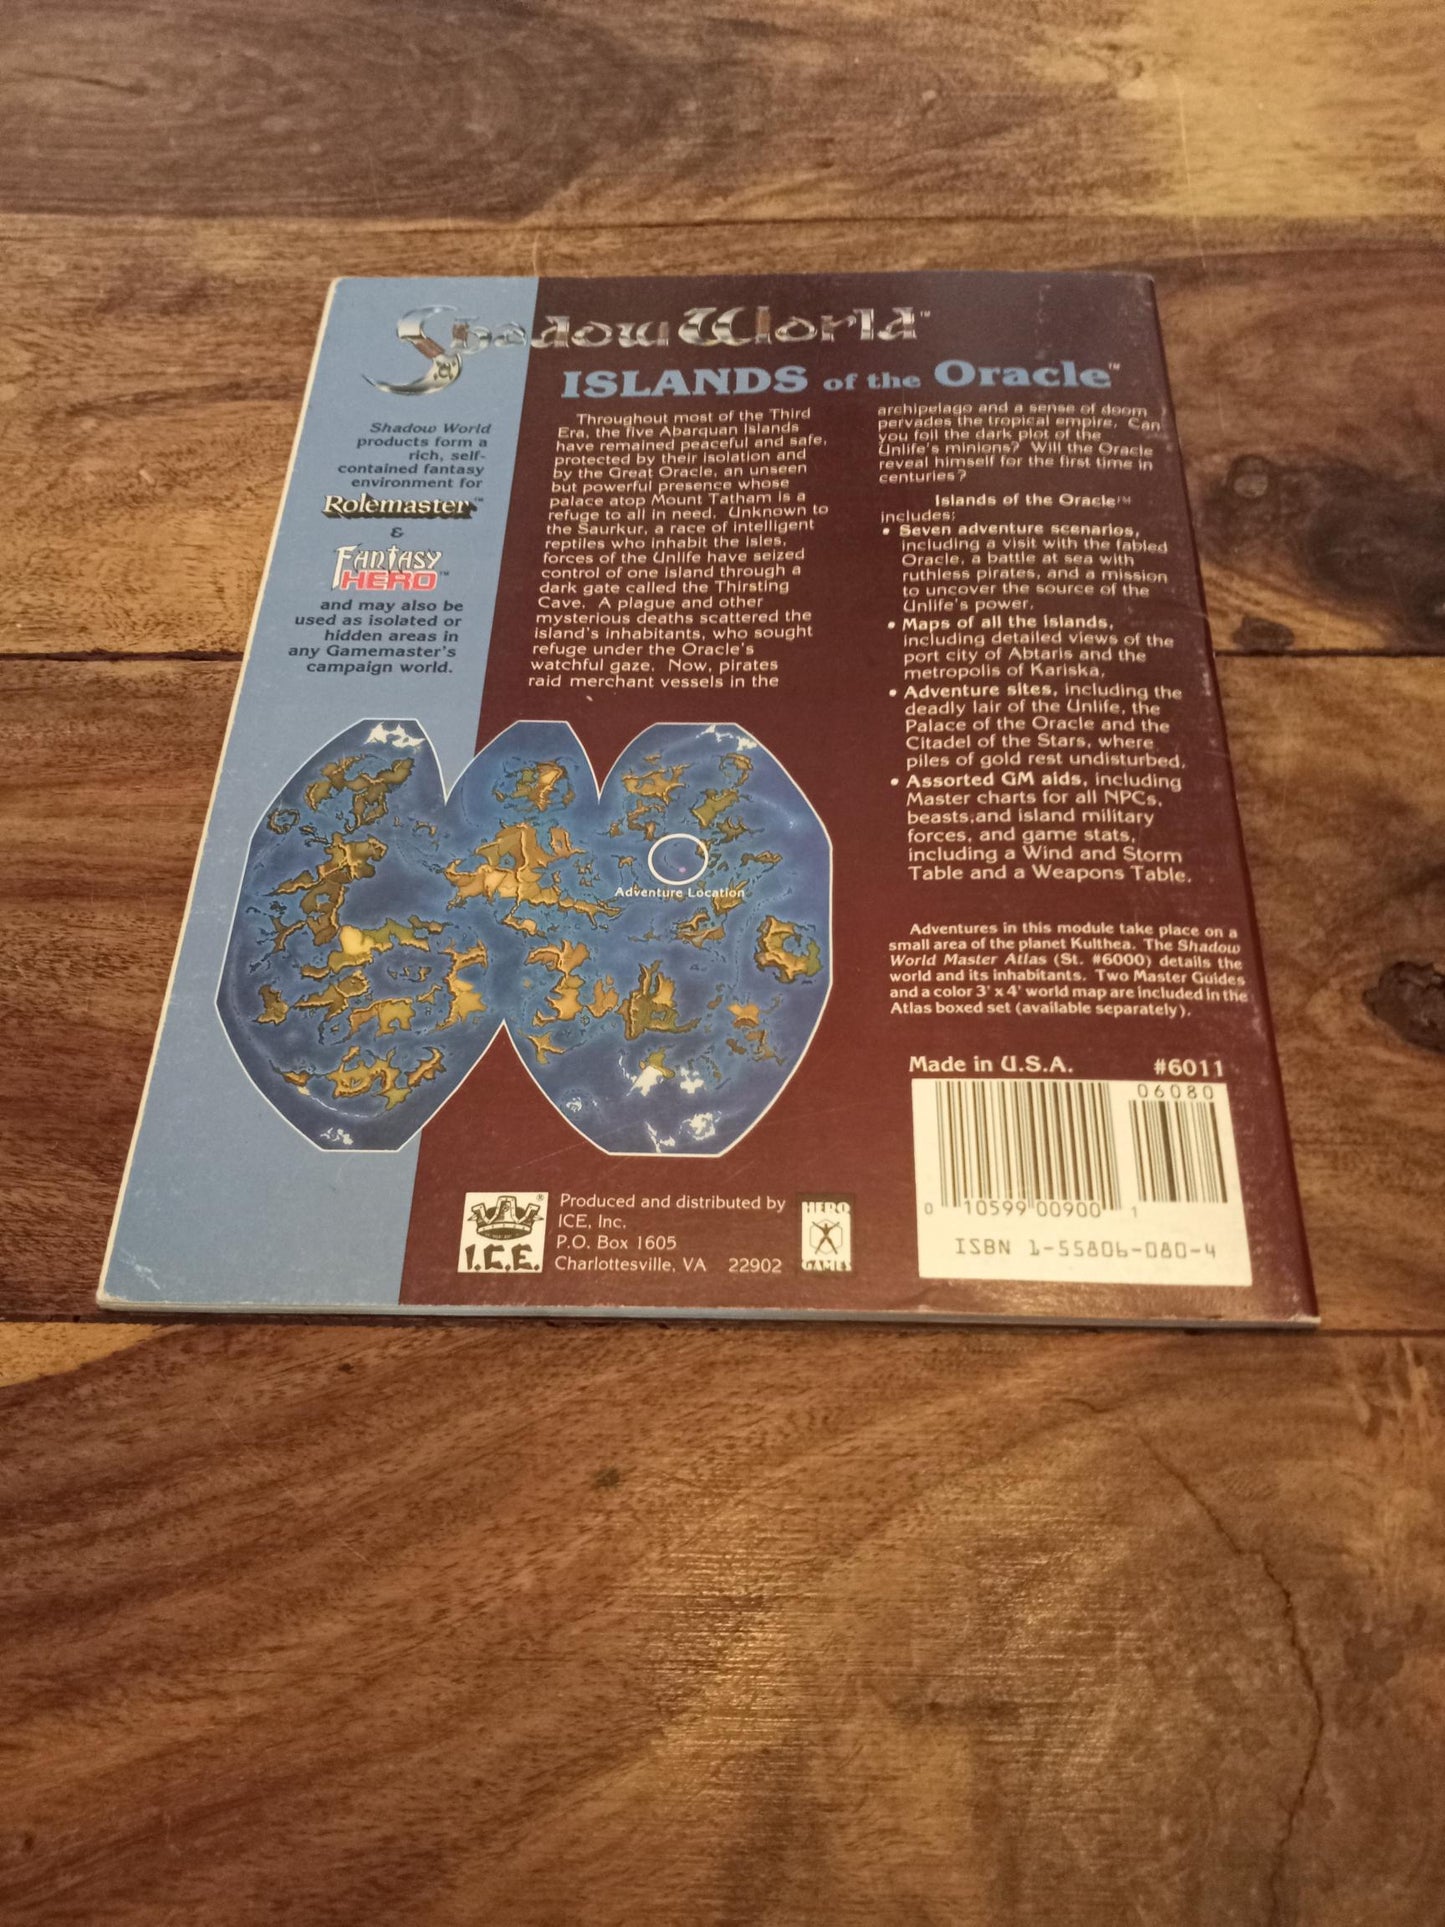 Shadow World™
ISLANDS of the Oracle™
Shadow World
products form a
rich, self-
contained fantasy
environment for
Rolemaster™
&
Fantasy
HERO™
and may also be
used as isolated or
hidden areas in
any Gamemaster's
campaign world.
Throughout most of the Third
Era, the five Abarquan Islands
have remained peaceful and safe,
protected by their isolation and
by the Great Oracle, an unseen
but powerful presence whose
palace atop Mount Tatham is a
refuge to all in need. Unknown to
the Saurkur, a race of intelligent
reptiles who inhabit the isles,
forces of the Unlife have seized
control of one island through a
dark gate called the Thirsting
Cave. A plague and other
mysterious deaths scattered the
island's inhabitants, who sought
refuge under the Oracle's
watchful gaze. Now, pirates
raid merchant vessels in the
archipelago and a sense of doom
pervades the tropical empire. Can
you foil the dark plot of the
Unlife's minions? Will the Oracle
reveal himself for the first time in
centuries?
Islands of the Oracle™
includes:
• Seven adventure scenarios,
including a visit with the fabled
Oracle, a battle at sea with
ruthless pirates, and a mission
to uncover the source of the
Unlife's power.
• Maps of all the islands,
including detailed views of the
port city of Abtaris and the
metropolis of Kariska.
• Adventure sites, including the
deadly lair of the Unlife, the
Palace of the Oracle and the
Citadel of the Stars, where
piles of gold rest undisturbed.
• Assorted GM aids, including
Master charts for all NPCs,
beasts,and island military
forces, and game stats,
including a Wind and Storm
Table and a Weapons Table.
Adventure Location
Adventures in this module take place on a
small area of the planet Kulthea. The Shadow
World Master Atlas (St. #6000) details the
world and its inhabitants. Two Master Guides
and a color 3' x 4' world map are included in the
Atlas boxed set (available separately).
Made in U.S.A. #6011
06080
0 10599 00900 1
ISBN 1-55806-080-4
I.C.E.®
Produced and distributed by
ICE, Inc.
P.O. Box 1605
Charlottesville, VA 22902
HERO
GAMES